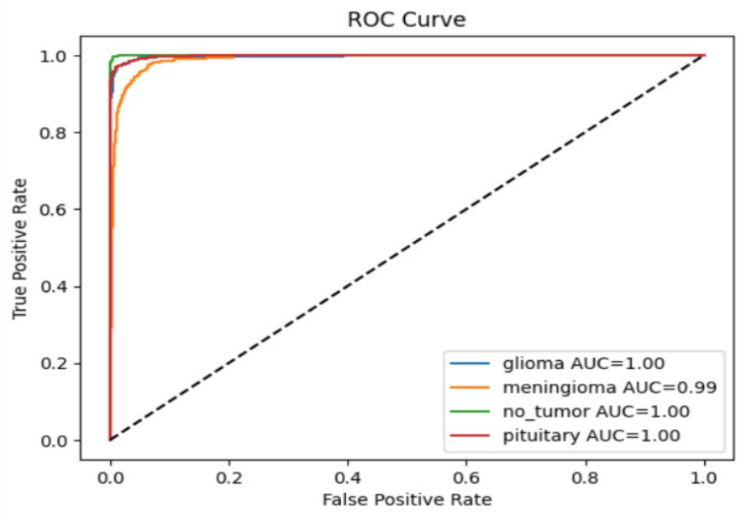 ROC Curve
1.0
0.8
0.6
0.4
0.2
0.0
True Positive Rate
glioma AUC=1.00
meningioma AUC=0.99
no_tumor AUC=1.00
pituitary AUC=1.00
0.0 0.2 0.4 0.6 0.8 1.0
False Positive Rate